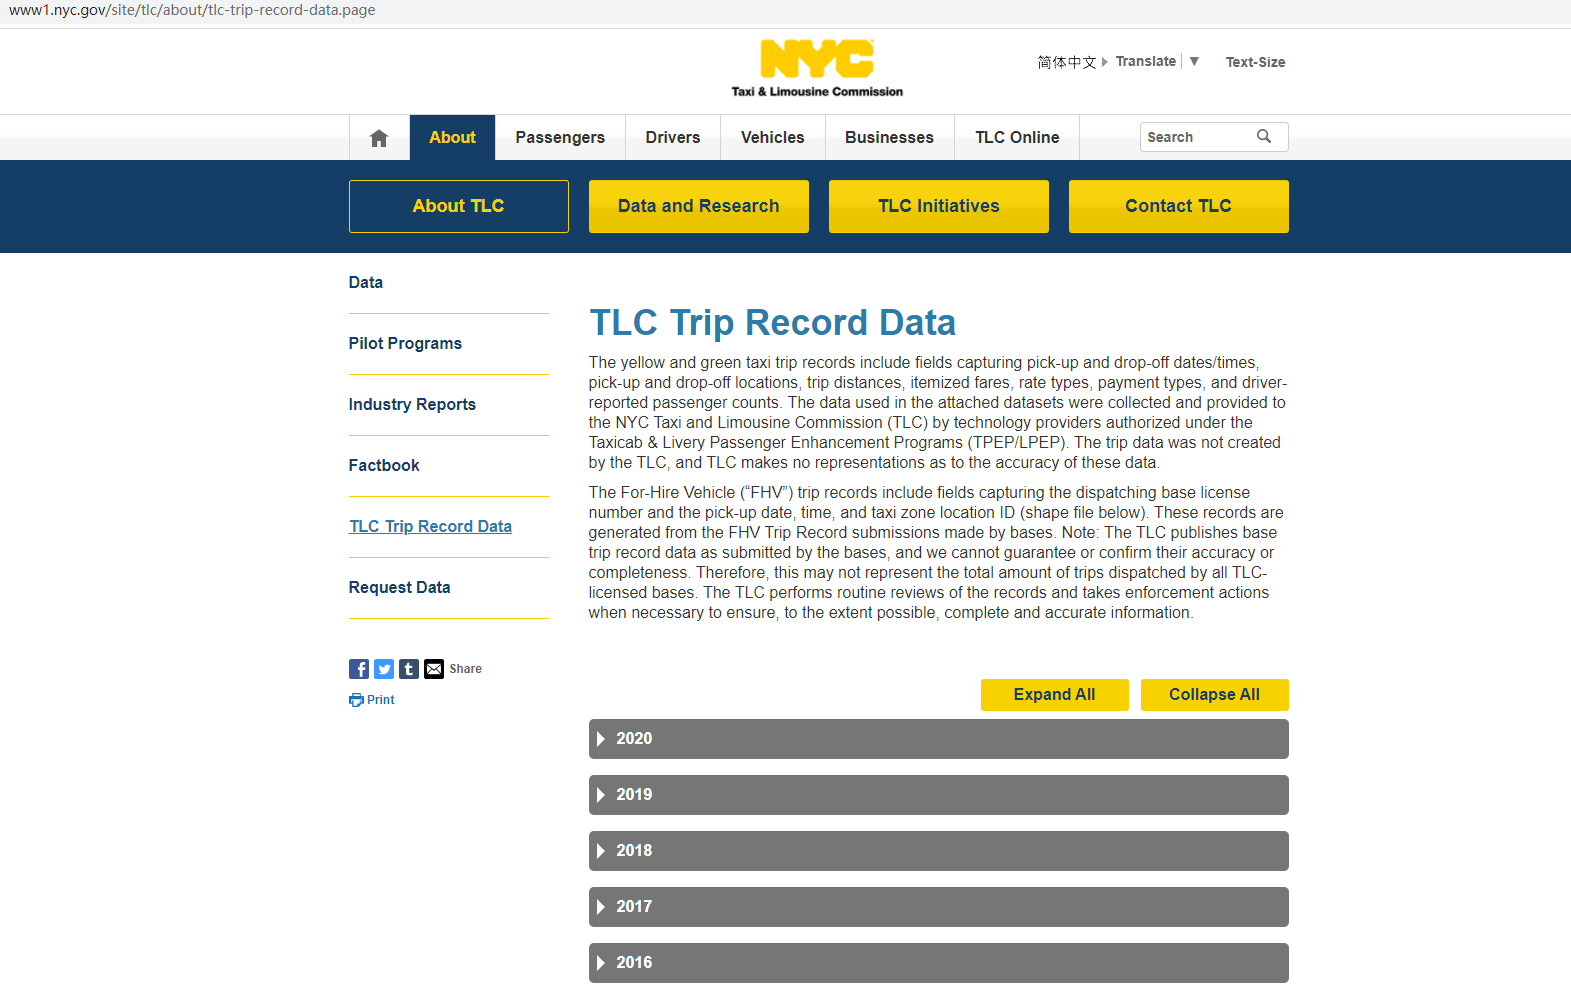 www1.nyc.gov/site/tlc/about/tlc-trip-record-data.page
NYC
Taxi & Limousine Commission
简体中文 Translate ▼ Text-Size
About Passengers Drivers Vehicles Businesses TLC Online Search
About TLC Data and Research TLC Initiatives Contact TLC
Data
Pilot Programs
Industry Reports
Factbook
TLC Trip Record Data
Request Data
Share
Print
TLC Trip Record Data
The yellow and green taxi trip records include fields capturing pick-up and drop-off dates/times,
pick-up and drop-off locations, trip distances, itemized fares, rate types, payment types, and driver-
reported passenger counts. The data used in the attached datasets were collected and provided to
the NYC Taxi and Limousine Commission (TLC) by technology providers authorized under the
Taxicab & Livery Passenger Enhancement Programs (TPEP/LPEP). The trip data was not created
by the TLC, and TLC makes no representations as to the accuracy of these data.
The For-Hire Vehicle (“FHV”) trip records include fields capturing the dispatching base license
number and the pick-up date, time, and taxi zone location ID (shape file below). These records are
generated from the FHV Trip Record submissions made by bases. Note: The TLC publishes base
trip record data as submitted by the bases, and we cannot guarantee or confirm their accuracy or
completeness. Therefore, this may not represent the total amount of trips dispatched by all TLC-
licensed bases. The TLC performs routine reviews of the records and takes enforcement actions
when necessary to ensure, to the extent possible, complete and accurate information.
Expand All Collapse All
2020
2019
2018
2017
2016